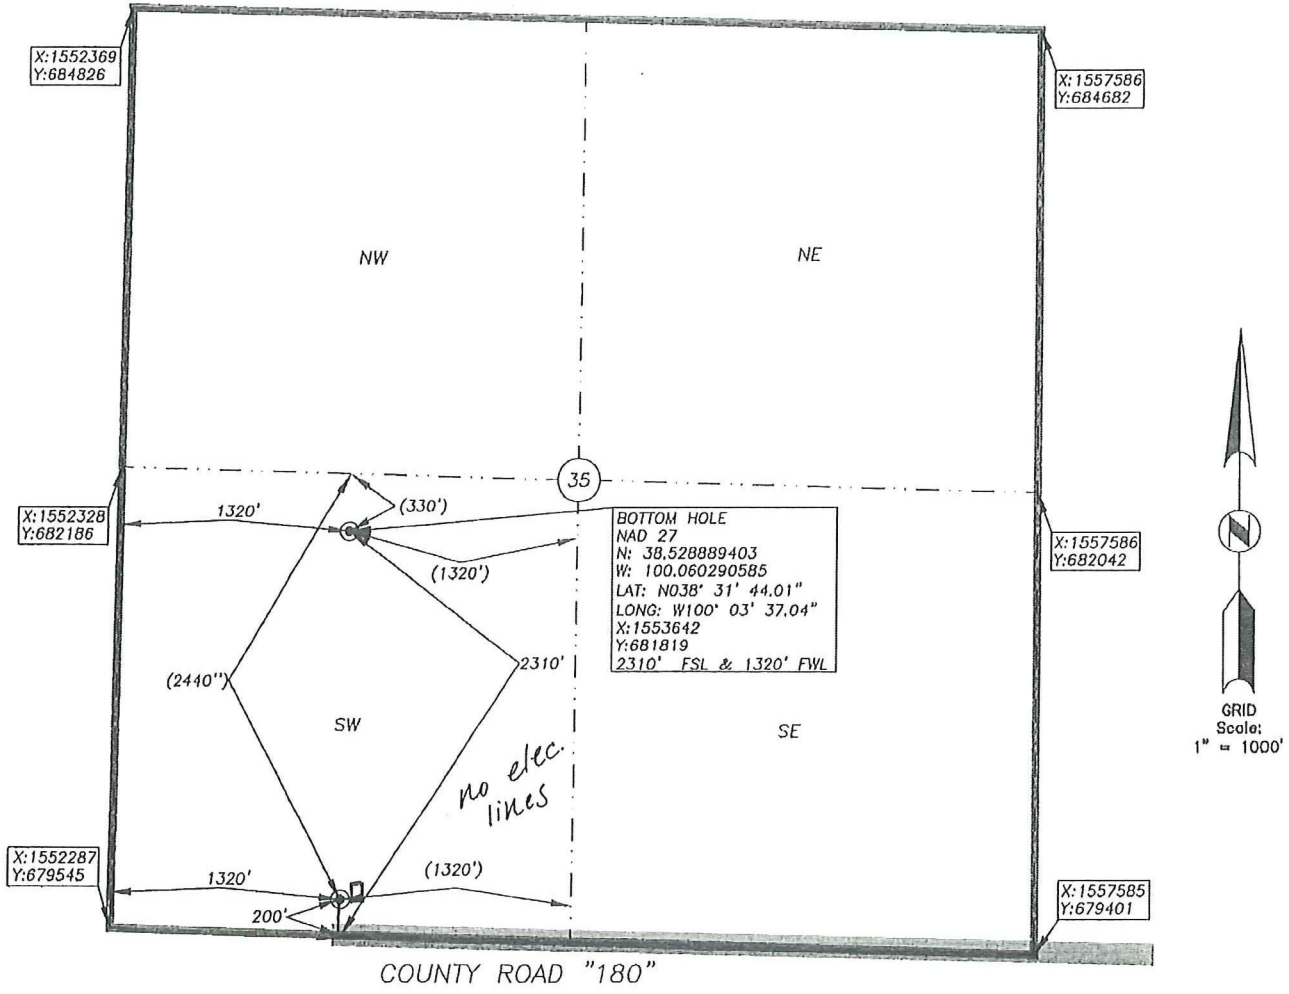 X:1552369
Y:684826
X:1557586
Y:684682
NW
NE
35
1320'
(330')
X:1552328
Y:682186
(1320')
BOTTOM HOLE
NAD 27
N: 38.528889403
W: 100.060290585
LAT: N038° 31' 44.01"
LONG: W100° 03' 37.04"
X:1553642
Y:681819
2310' FSL & 1320' FWL
X:1557586
Y:682042
(2440'')
2310'
SW
SE
no elec.
lines
N
GRID
Scale:
1" = 1000'
X:1552287
Y:679545
1320'
(1320')
200'
X:1557585
Y:679401
COUNTY ROAD "180"